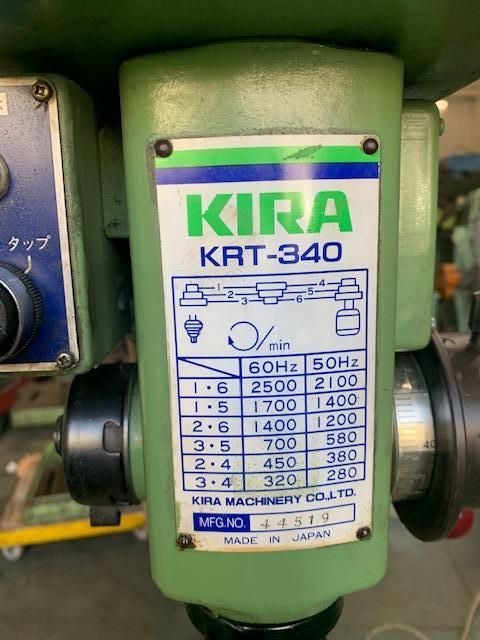 タップ
KIRA
KRT-340
1 4
2 5
3 6
/min
60Hz 50Hz
1・6 2500 2100
1・5 1700 1400
2・6 1400 1200
3・5 700 580
2・4 450 380
3・4 320 280
KIRA MACHINERY CO.,LTD.
MFG.NO. 44519
MADE IN JAPAN
40